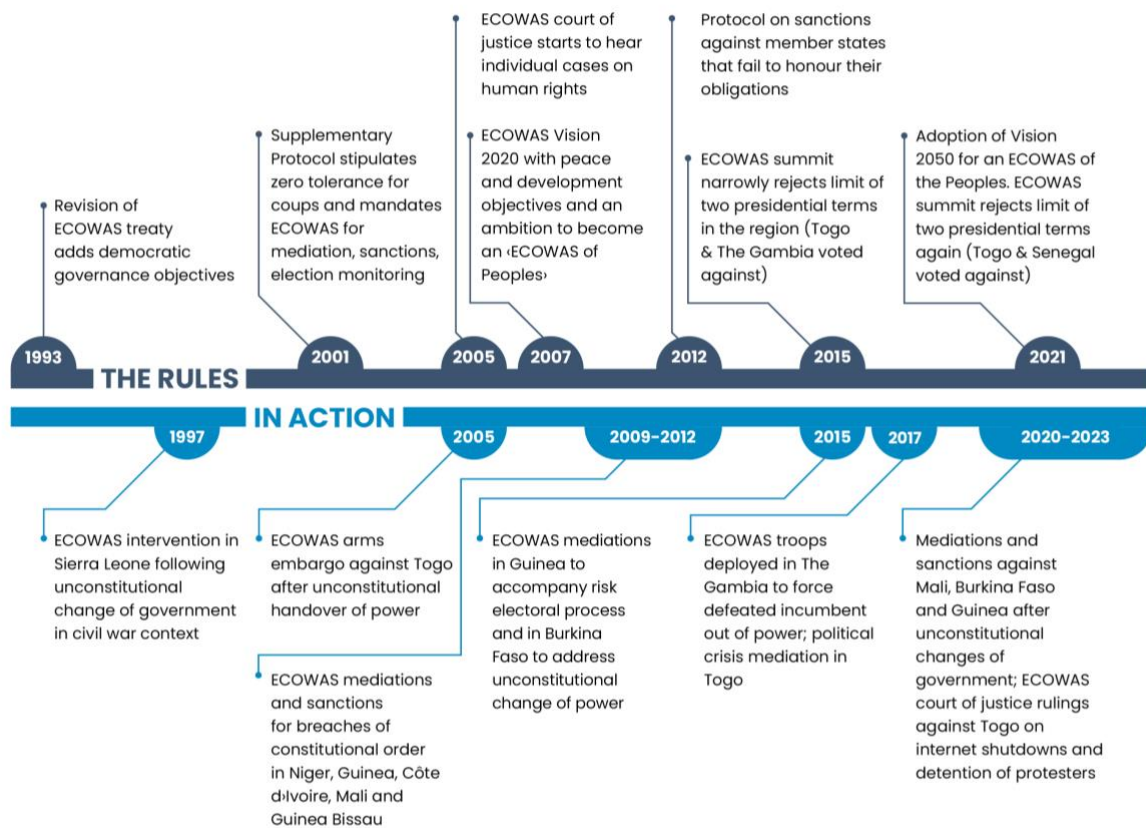 ECOWAS court of
justice starts to hear
individual cases on
human rights
Protocol on sanctions
against member states
that fail to honour their
obligations
Revision of
ECOWAS treaty
adds democratic
governance objectives
Supplementary
Protocol stipulates
zero tolerance for
coups and mandates
ECOWAS for
mediation, sanctions,
election monitoring
ECOWAS Vision
2020 with peace
and development
objectives and an
ambition to become
an ‹ECOWAS of
Peoples›
ECOWAS summit
narrowly rejects limit of
two presidential terms
in the region (Togo
& The Gambia voted
against)
Adoption of Vision
2050 for an ECOWAS of
the Peoples. ECOWAS
summit rejects limit of
two presidential terms
again (Togo & Senegal
voted against)
1993
2001
2005
2007
2012
2015
2021
THE RULES
IN ACTION
1997
2005
2009-2012
2015
2017
2020-2023
ECOWAS intervention in
Sierra Leone following
unconstitutional
change of government
in civil war context
ECOWAS arms
embargo against Togo
after unconstitutional
handover of power
ECOWAS mediations
and sanctions
for breaches of
constitutional order
in Niger, Guinea, Côte
d›Ivoire, Mali and
Guinea Bissau
ECOWAS mediations
in Guinea to
accompany risk
electoral process
and in Burkina
Faso to address
unconstitutional
change of power
ECOWAS troops
deployed in The
Gambia to force
defeated incumbent
out of power; political
crisis mediation in
Togo
Mediations and
sanctions against
Mali, Burkina Faso
and Guinea after
unconstitutional
changes of
government; ECOWAS
court of justice rulings
against Togo on
internet shutdowns and
detention of protesters